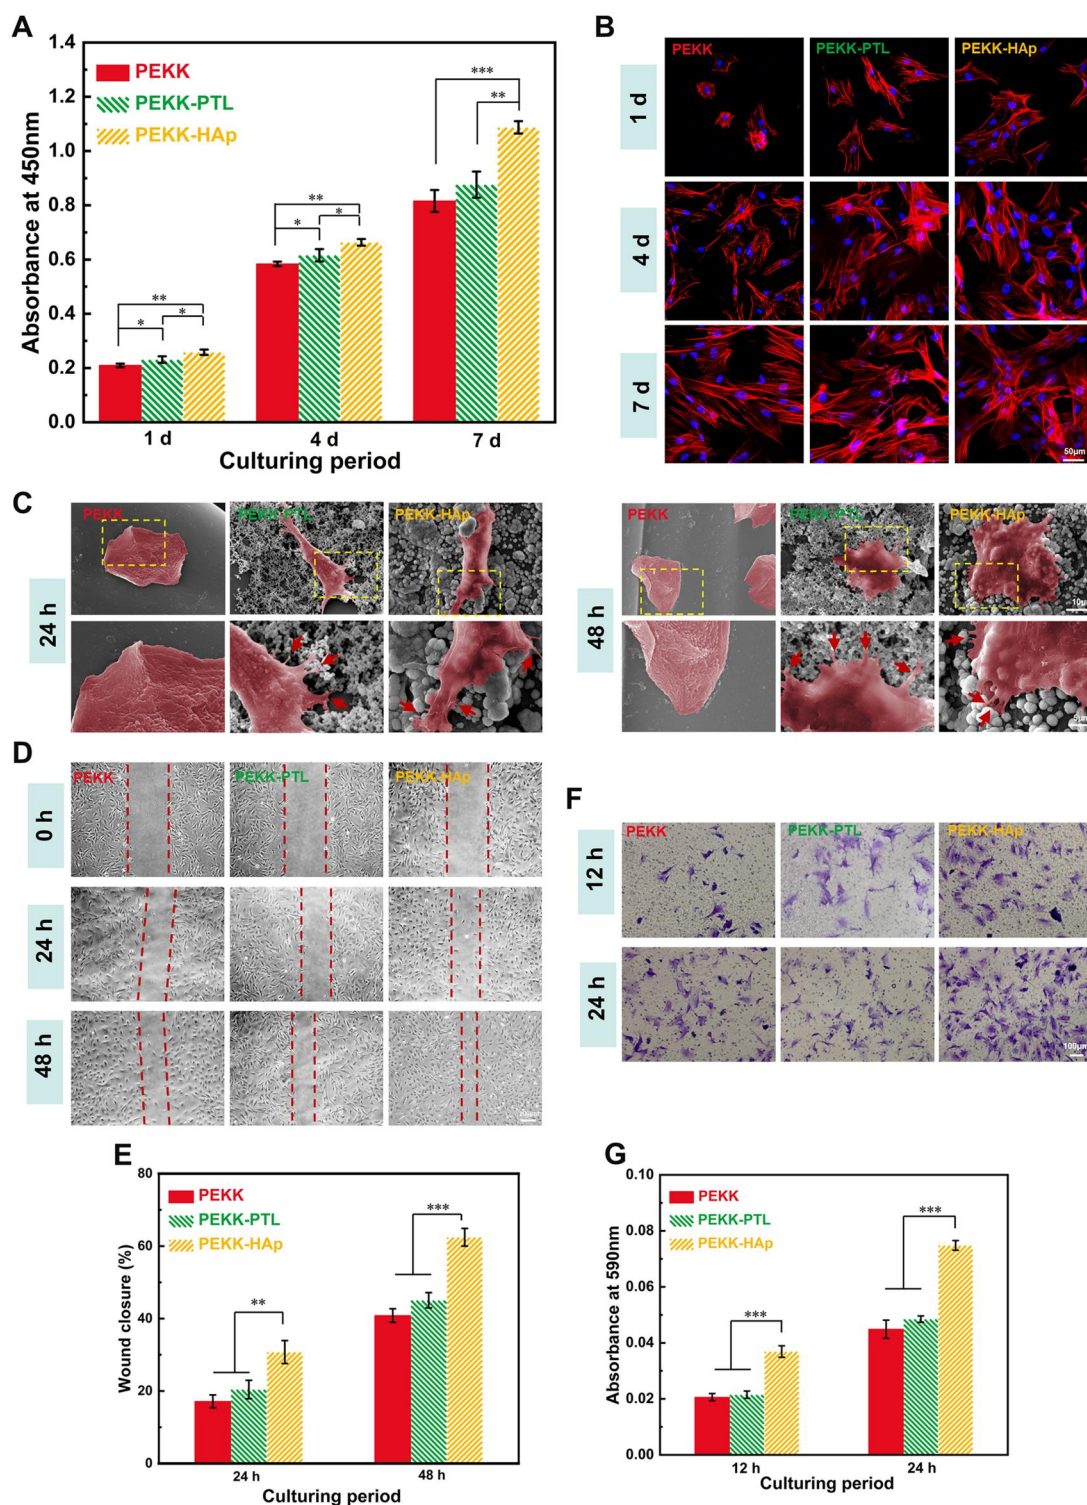 A
1.4
1.2
1.0
0.8
0.6
0.4
0.2
0.0
Absorbance at 450nm
PEKK
PEKK-PTL
PEKK-HAp
**
*
*
**
*
*
***
**
1 d
4 d
7 d
Culturing period
B
PEKK
PEKK-PTL
PEKK-HAp
1 d
4 d
7 d
50μm
C
24 h
PEKK
PEKK-PTL
PEKK-HAp
48 h
PEKK
PEKK-PTL
PEKK-HAp
10μm
5μm
D
PEKK
PEKK-PTL
PEKK-HAp
0 h
24 h
48 h
F
PEKK
PEKK-PTL
PEKK-HAp
12 h
24 h
100μm
E
80
60
40
20
0
Wound closure (%)
PEKK
PEKK-PTL
PEKK-HAp
**
***
24 h
48 h
Culturing period
G
0.10
0.08
0.06
0.04
0.02
0.00
Absorbance at 590nm
PEKK
PEKK-PTL
PEKK-HAp
***
***
12 h
24 h
Culturing period